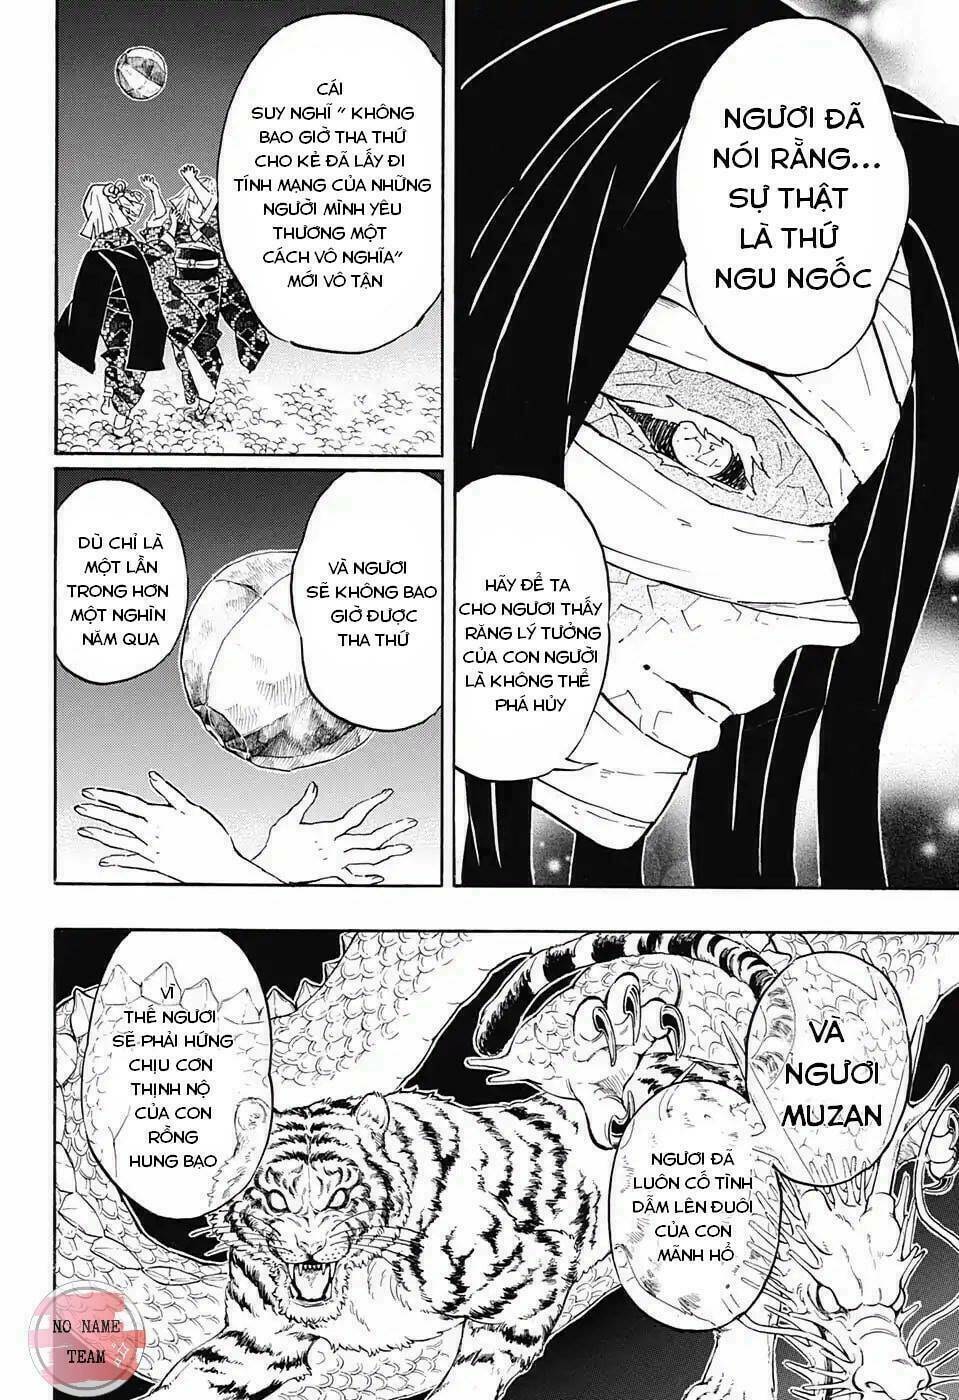 NGƯƠI ĐÃ
NÓI RẰNG...
SỰ THẬT
LÀ THỨ
NGU NGỐC
HÃY ĐỂ TA
CHO NGƯƠI THẤY
RĂNG LÝ TƯỞNG
CỦA CON NGƯỜI
LÀ KHÔNG THỂ
PHÁ HỦY
CÁI
SUY NGHĨ " KHÔNG
BAO GIỜ THA THỨ
CHO KẺ ĐÃ LẤY ĐI
TÍNH MẠNG CỦA NHỮNG
NGƯỜI MÌNH YÊU
THƯƠNG MỘT
CÁCH VÔ NGHĨA"
MỚI VÔ TẬN
VÀ NGƯƠI
SẼ KHÔNG BAO
GIỜ ĐƯỢC
THA THỨ
DÙ CHỈ LÀ
MỘT LẦN
TRONG HƠN
MỘT NGHÌN
NĂM QUA
VÀ
NGƯƠI
MUZAN
NGƯƠI ĐÃ
LUÔN CỐ TÌNH
DẪM LÊN ĐUÔI
CỦA CON
MÃNH HỔ
VÌ
THẾ NGƯƠI
SẼ PHẢI HỨNG
CHỊU CƠN
THỊNH NỘ
CỦA CON
RỒNG
HUNG BẠO
NO NAME
TEAM